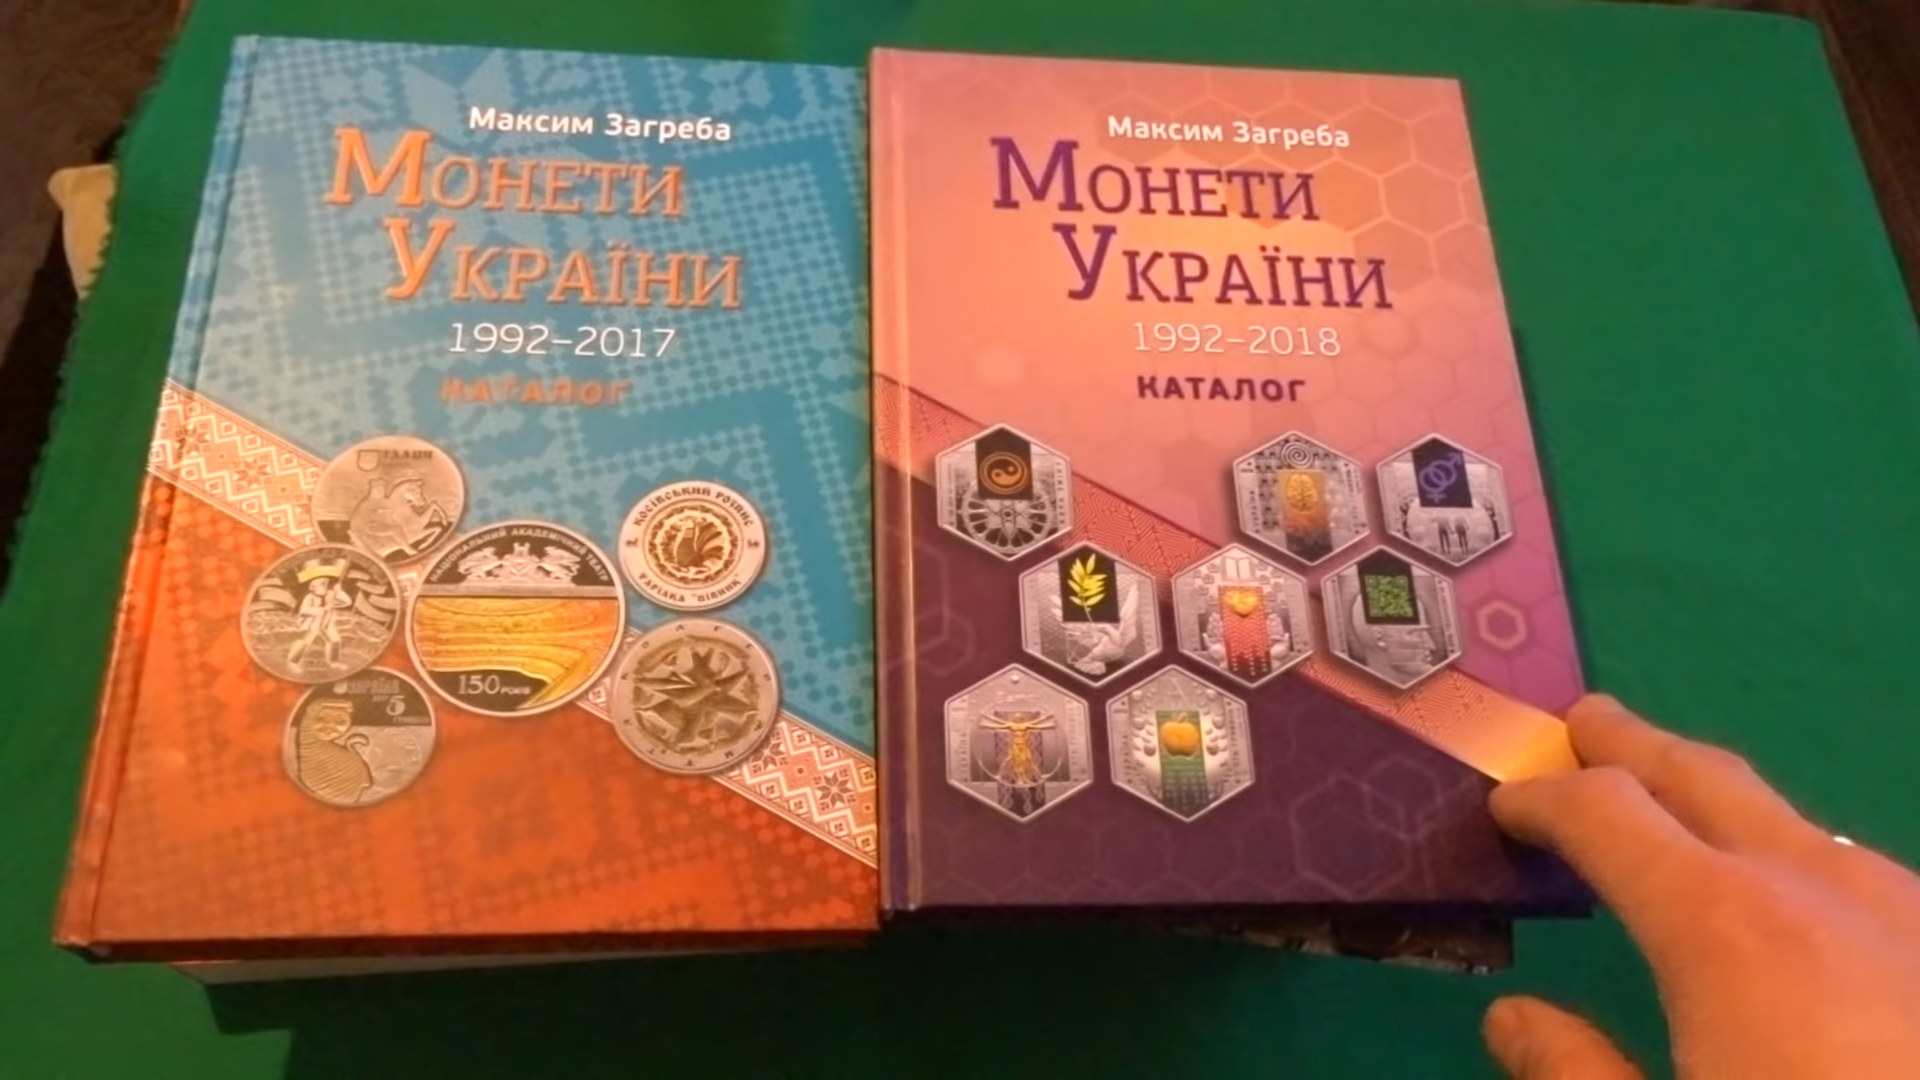 Максим Загреба
Монети
України
1992–2017
КАТАЛОГ
НАЦІОНАЛЬНИЙ АКАДЕМІЧНИЙ ТЕАТР
150 РОКІВ
КОСІВСЬКИЙ РОЗПИС
5
Максим Загреба
Монети
України
1992–2018
КАТАЛОГ